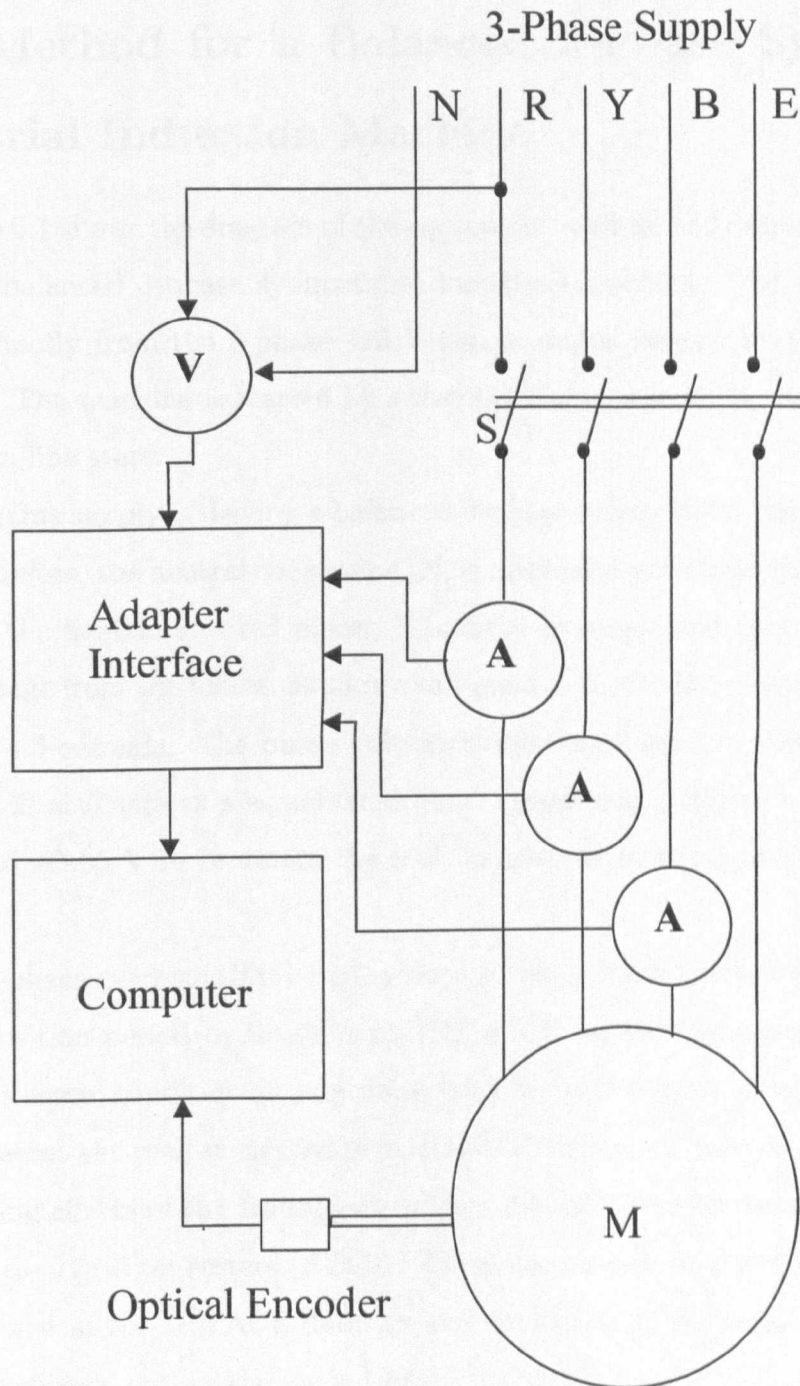 3-Phase Supply
N R Y B E
V
S
Adapter
Interface
A
A
A
Computer
M
Optical Encoder